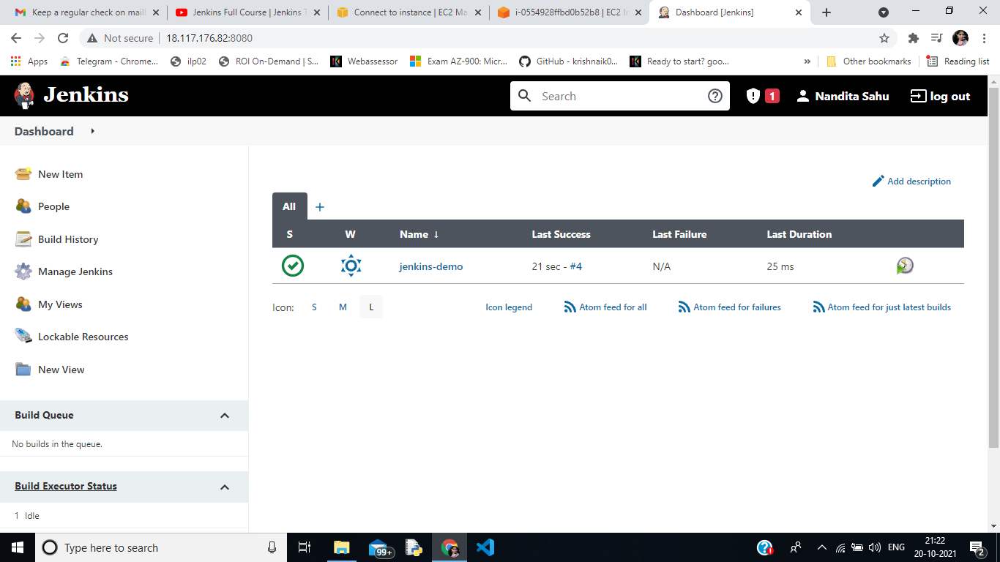 Keep a regular check on mail!
Jenkins Full Course | Jenkins T
Connect to instance | EC2 Ma
i-0554928ffbd0b52b8 | EC2 In
Dashboard [Jenkins]
Not secure
18.117.176.82:8080
Apps
Telegram - Chrome...
ilp02
ROI On-Demand | S...
Webassessor
Exam AZ-900: Micr...
GitHub - krishnaik0...
Ready to start? goo...
»
Other bookmarks
Reading list
Jenkins
Search
1
Nandita Sahu
log out
Dashboard
New Item
People
Build History
Manage Jenkins
My Views
Lockable Resources
New View
Build Queue
No builds in the queue.
Build Executor Status
1 Idle
Add description
All +
S W Name ↓ Last Success Last Failure Last Duration
jenkins-demo 21 sec - #4 N/A 25 ms
Icon: S M L
Icon legend
Atom feed for all
Atom feed for failures
Atom feed for just latest builds
Type here to search
99+
ENG
21:22
20-10-2021
2